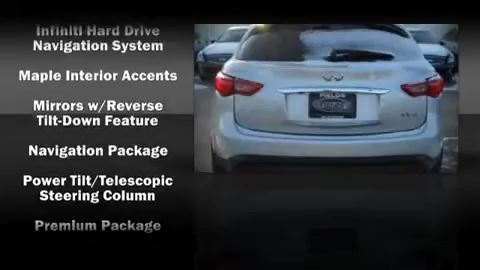 Infiniti Hard Drive
Navigation System
Maple Interior Accents
Mirrors w/Reverse
Tilt-Down Feature
Navigation Package
Power Tilt/Telescopic
Steering Column
Premium Package
FIELDS